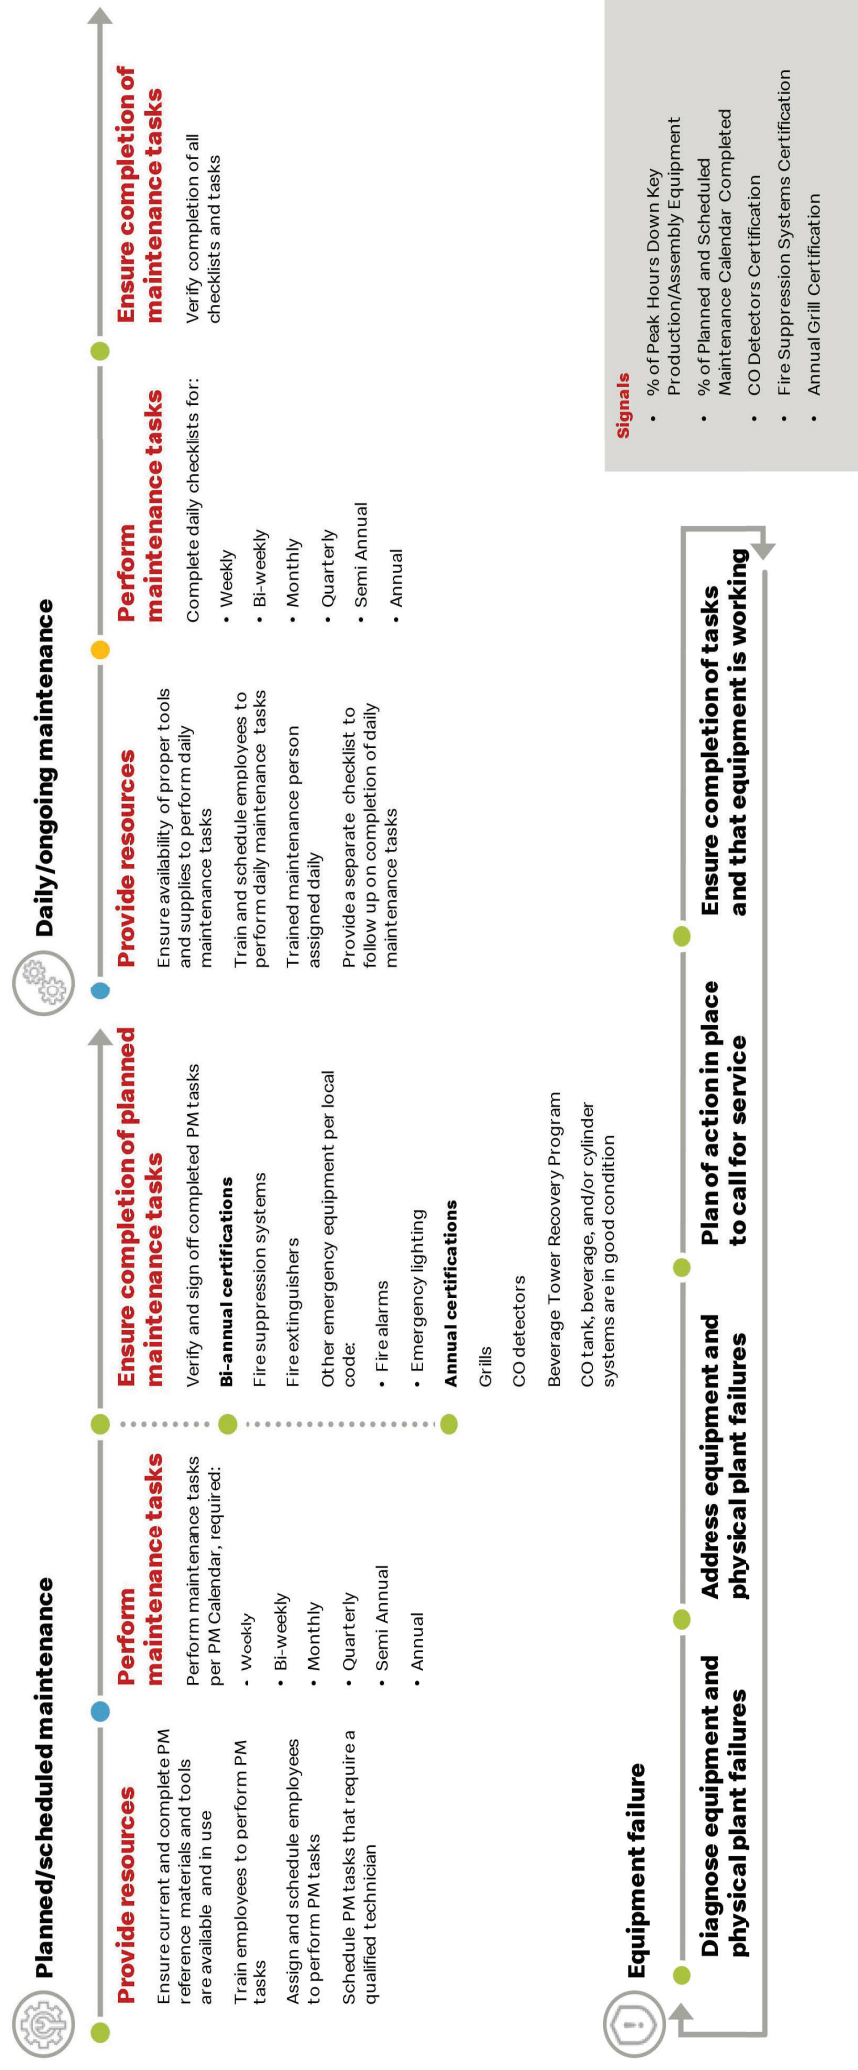 Planned/scheduled maintenance
Provide resources
Ensure current and complete PM
reference materials and tools
are available and in use
Train employees to perform PM
tasks
Assign and schedule employees
to perform PM tasks
Schedule PM tasks that require a
qualified technician
Perform
maintenance tasks
Perform maintenance tasks
per PM Calendar, required:
- Wookly
• Bi-weekly
• Monthly
• Quarterly
• Semi Annual
• Annual
Ensure completion of planned
maintenance tasks
Verify and sign off completed PM tasks
Bi-annual certifications
Fire suppression systems
Fire extinguishers
Other emergency equipment per local
code:
• Fire alarms
• Emergency lighting
Annual certifications
Grills
CO detectors
Beverage Tower Recovery Program
CO tank, beverage, and/or cylinder
systems are in good condition
Daily/ongoing maintenance
Provide resources
Ensure availability of proper tools
and supplies to perform daily
maintenance tasks
Train and schedule employees to
perform daily maintenance tasks
Trained maintenance person
assigned daily
Provide a separate checklist to
follow up on completion of daily
maintenance tasks
Perform
maintenance tasks
Complete daily checklists for:
• Weekly
• Bi-weekly
• Monthly
• Quarterly
• Semi Annual
• Annual
Ensure completion of
maintenance tasks
Verify completion of all
checklists and tasks
Equipment failure
Diagnose equipment and
physical plant failures
Address equipment and
physical plant failures
Plan of action in place
to call for service
Ensure completion of tasks
and that equipment is working
Signals
• % of Peak Hours Down Key
Production/Assembly Equipment
• % of Planned and Scheduled
Maintenance Calendar Completed
• CO Detectors Certification
• Fire Suppression Systems Certification
• Annual Grill Certification